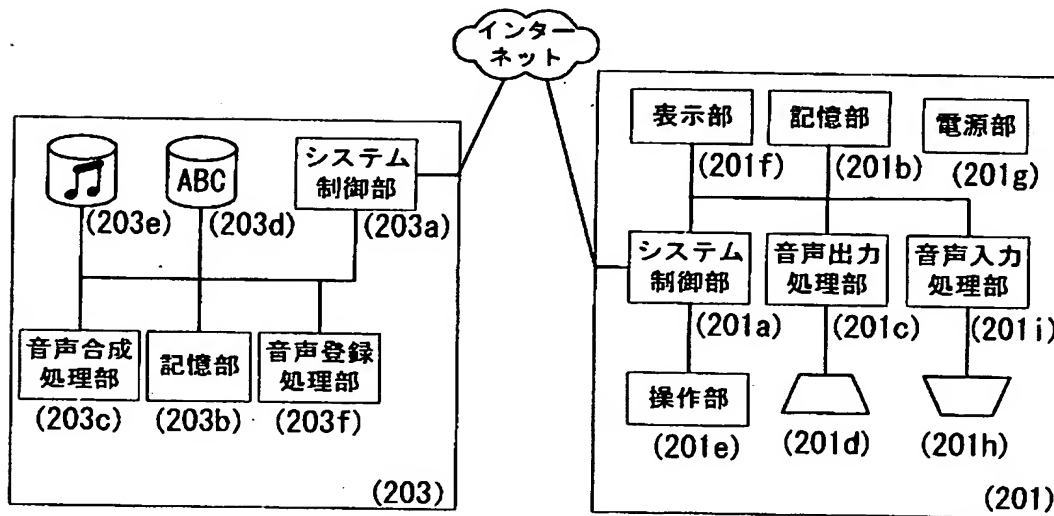 インター
ネット
ABC
(203e)
(203d)
システム
制御部
(203a)
音声合成
処理部
(203c)
記憶部
(203b)
音声登録
処理部
(203f)
(203)
表示部
(201f)
記憶部
(201b)
電源部
(201g)
システム
制御部
(201a)
音声出力
処理部
(201c)
音声入力
処理部
(201i)
操作部
(201e)
(201d)
(201h)
(201)